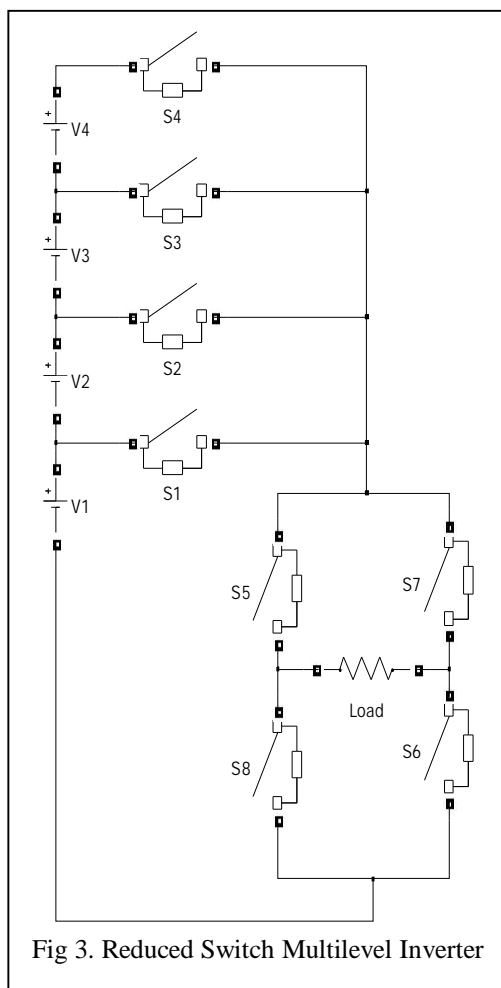 S4
+
V4
S3
+
V3
S2
+
V2
S1
+
V1
S5
S7
Load
S8
S6
Fig 3. Reduced Switch Multilevel Inverter